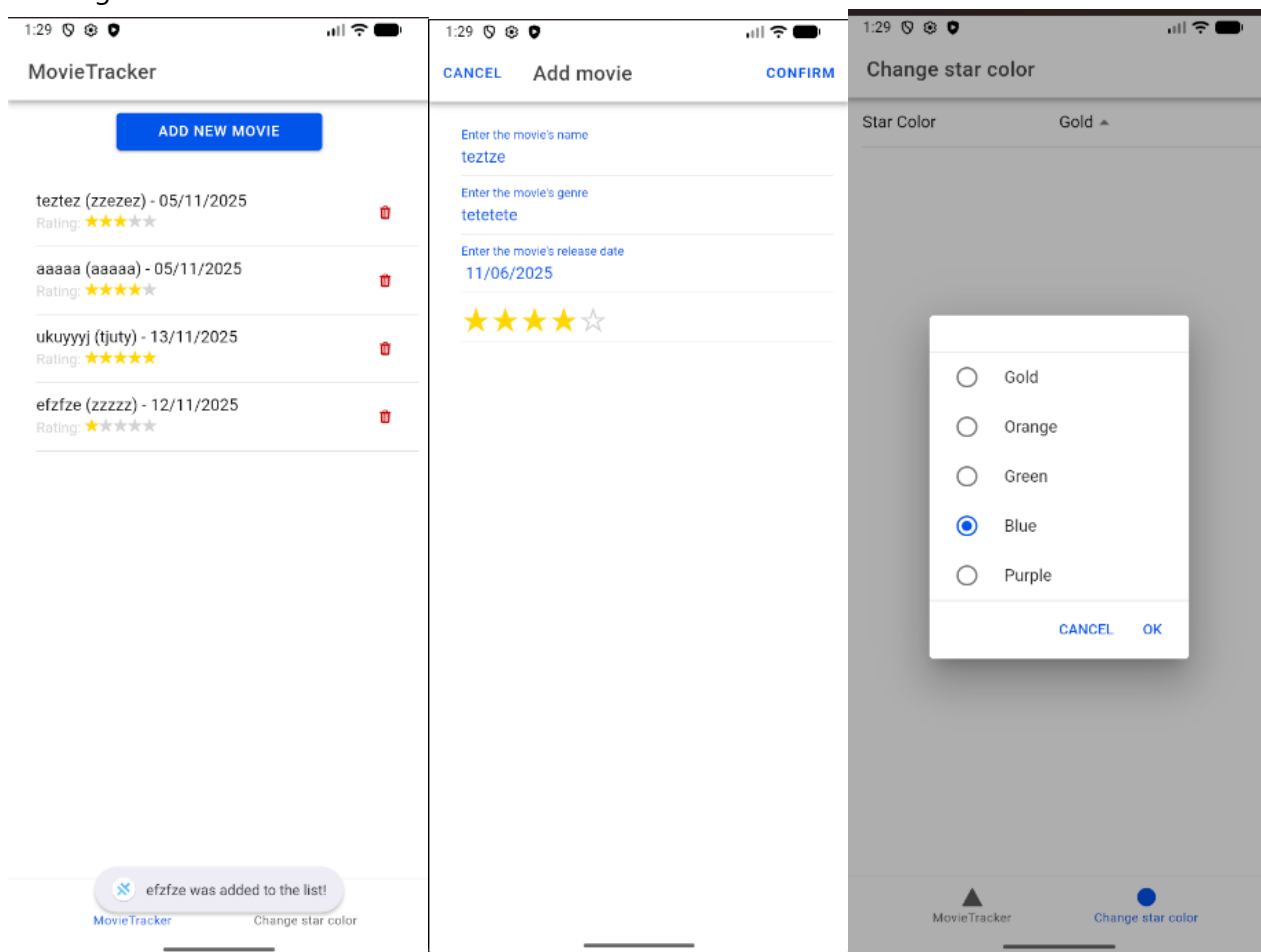 1:29
MovieTracker
ADD NEW MOVIE
teztez (zzezez) - 05/11/2025
Rating: ★★★★★
aaaaa (aaaaa) - 05/11/2025
Rating: ★★★★★
ukuyyyj (tjuty) - 13/11/2025
Rating: ★★★★★
efzfze (zzzzz) - 12/11/2025
Rating: ★★★★★
efzfze was added to the list!
MovieTracker
Change star color
1:29
CANCEL Add movie CONFIRM
Enter the movie's name
teztze
Enter the movie's genre
tetetete
Enter the movie's release date
11/06/2025
★★★★☆
1:29
Change star color
Star Color Gold
Gold
Orange
Green
Blue
Purple
CANCEL OK
MovieTracker
Change star color